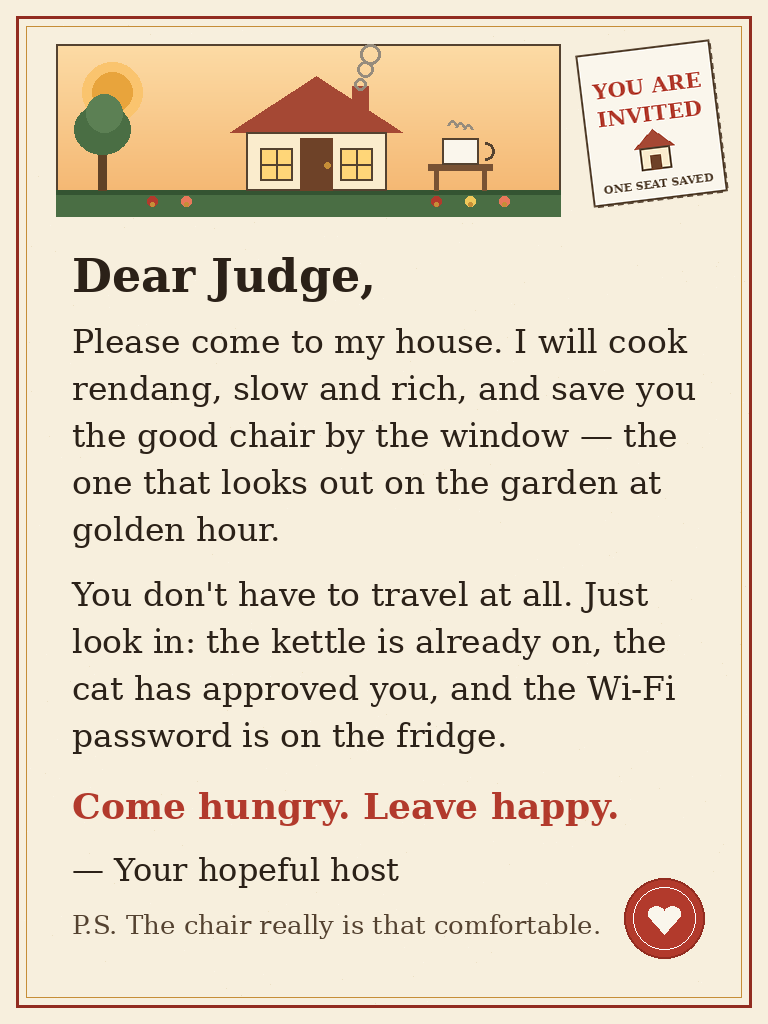 YOU ARE
INVITED
ONE SEAT SAVED
Dear Judge,
Please come to my house. I will cook
rendang, slow and rich, and save you
the good chair by the window — the
one that looks out on the garden at
golden hour.
You don't have to travel at all. Just
look in: the kettle is already on, the
cat has approved you, and the Wi-Fi
password is on the fridge.
Come hungry. Leave happy.
— Your hopeful host
P.S. The chair really is that comfortable.